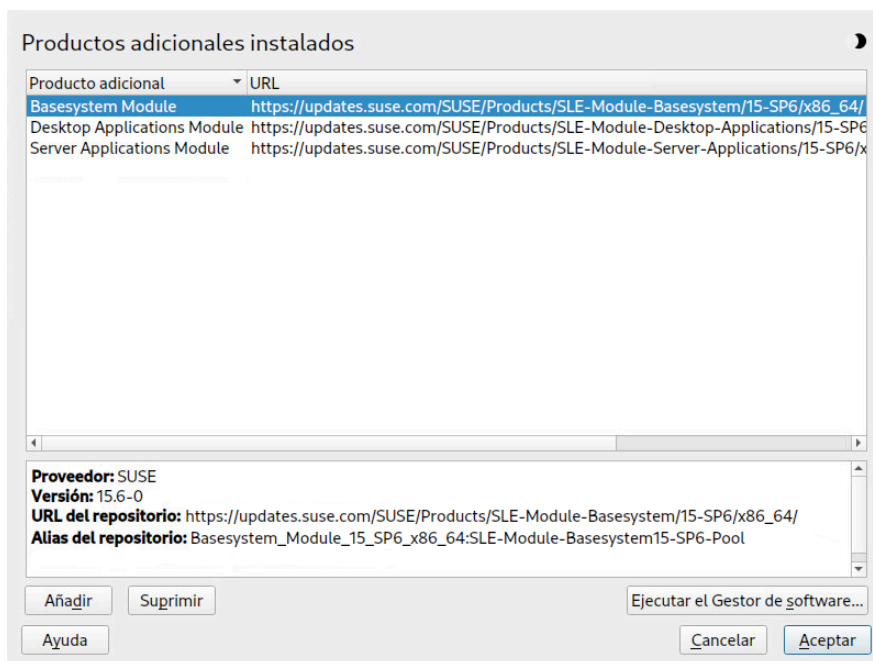 Productos adicionales instalados
Producto adicional URL
Basesystem Module https://updates.suse.com/SUSE/Products/SLE-Module-Basesystem/15-SP6/x86_64/
Desktop Applications Module https://updates.suse.com/SUSE/Products/SLE-Module-Desktop-Applications/15-SP6
Server Applications Module https://updates.suse.com/SUSE/Products/SLE-Module-Server-Applications/15-SP6/x
Proveedor: SUSE
Versión: 15.6-0
URL del repositorio: https://updates.suse.com/SUSE/Products/SLE-Module-Basesystem/15-SP6/x86_64/
Alias del repositorio: Basesystem_Module_15_SP6_x86_64:SLE-Module-Basesystem15-SP6-Pool
Añadir Suprimir Ejecutar el Gestor de software...
Ayuda Cancelar Aceptar